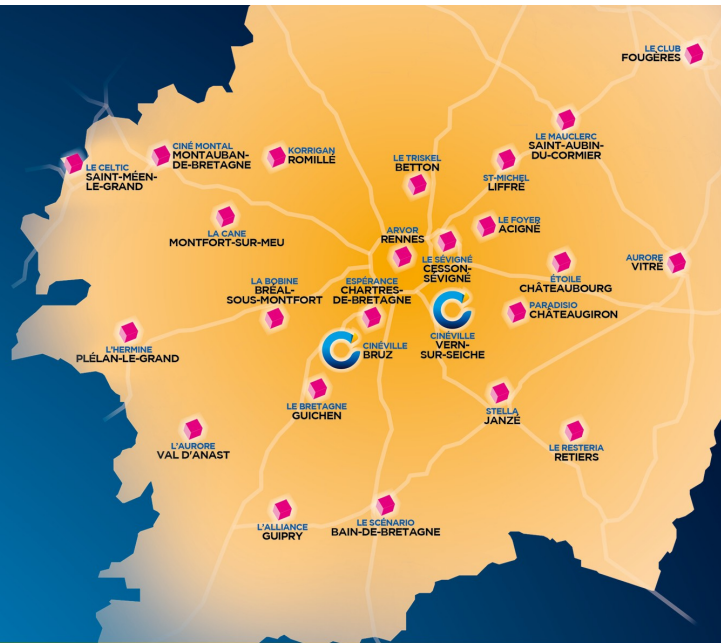 LE CLUB
FOUGÈRES
LE MAUCLERC
SAINT-AUBIN-
DU-CORMIER
CINÉ MONTAL
MONTAUBAN-
DE-BRETAGNE
KORRIGAN
ROMILLÉ
LE CELTIC
SAINT-MÉEN-
LE-GRAND
LE TRISKEL
BETTON
ST-MICHEL
LIFFRÉ
LA CANE
MONTFORT-SUR-MEU
ARVOR
RENNES
LE FOYER
ACIGNÉ
LE SÉVIGNÉ
CESSON-
SÉVIGNÉ
AURORE
VITRÉ
ÉTOILE
CHÂTEAUBOURG
LA BOBINE
BRÉAL-
SOUS-MONTFORT
ESPÉRANCE
CHARTRES-
DE-BRETAGNE
PARADISIO
CHÂTEAUGIRON
CINÉVILLE
VERN-
SUR-SEICHE
L'HERMINE
PLÉLAN-LE-GRAND
CINÉVILLE
BRUZ
LE BRETAGNE
GUICHEN
STELLA
JANZÉ
L'AURORE
VAL D'ANAST
LE RESTERIA
RETIERS
L'ALLIANCE
GUIPRY
LE SCÉNARIO
BAIN-DE-BRETAGNE